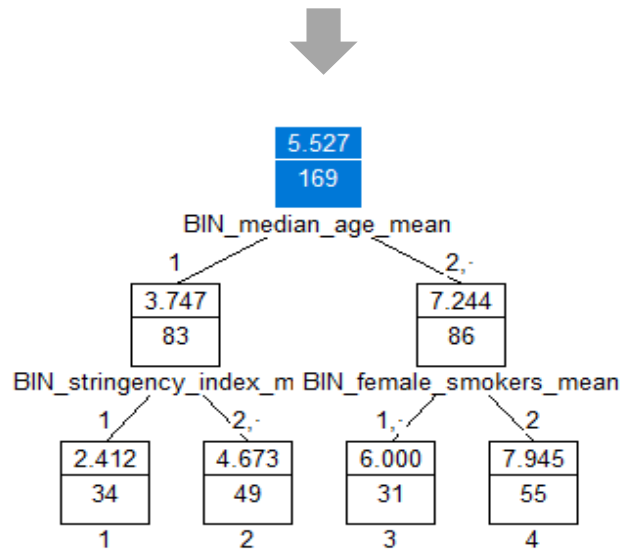 5.527
169
BIN_median_age_mean
1 2,-
3.747 7.244
83 86
BIN_stringency_index_m BIN_female_smokers_mean
1 2,- 1,- 2
2.412 4.673 6.000 7.945
34 49 31 55
1 2 3 4